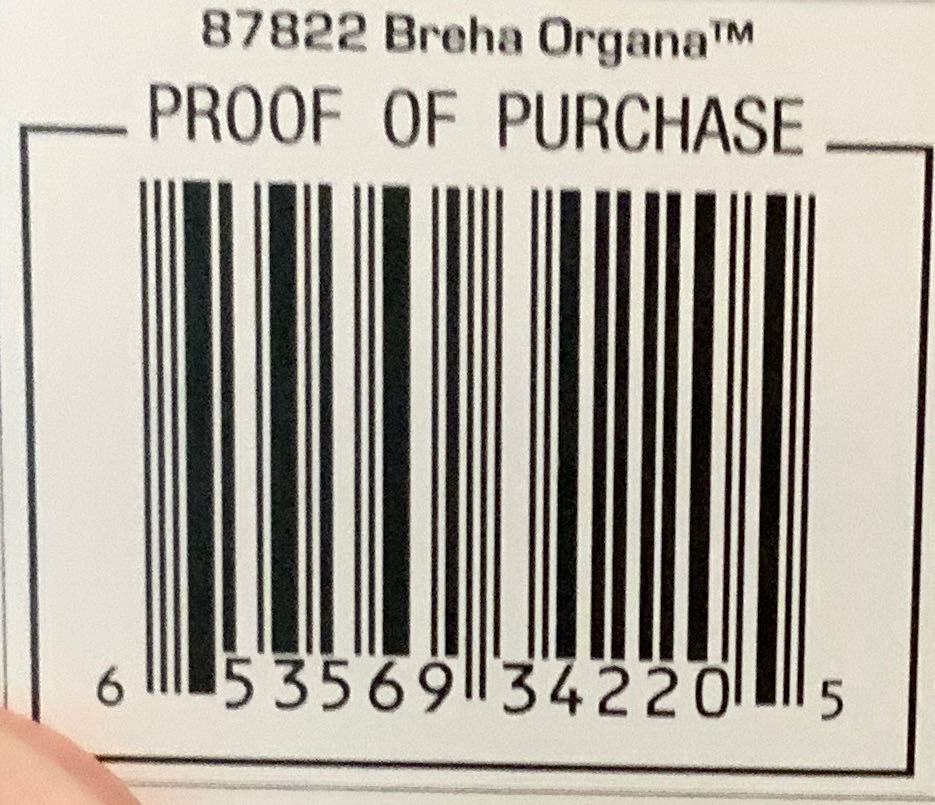 87822 Breha Organa™
PROOF OF PURCHASE
6 53569 34220 5